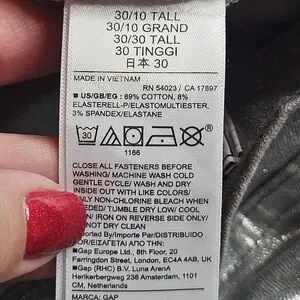 30/10 TALL
30/10 GRAND
30/30 TALL
30 TINGGI
日本 30
MADE IN VIETNAM
RN 54023 / CA 17897
■ US/GB/EG : 89% COTTON, 8%
ELASTERELL-P/ELASTOMULTIESTER,
3% SPANDEX/ELASTANE
30
1166
CLOSE ALL FASTENERS BEFORE
WASHING/ MACHINE WASH COLD
GENTLE CYCLE/ WASH AND DRY
INSIDE OUT WITH LIKE COLORS/
ONLY NON-CHLORINE BLEACH WHEN
NEEDED/TUMBLE DRY LOW/ COOL
IRON/ IRON ON REVERSE SIDE ONLY/
DO NOT DRY CLEAN
Imported by/Importé Par/DISTRIBUIDO
POR/ΕΙΣΑΓΕΤΑΙ ΑΠΟ:
■Gap Europe Ltd., 8th Floor, 20
Farringdon Street, London, EC4A 4AB, UK
■Gap (RHC) B.V. Luna ArenA
Herikerbergweg 238 Amsterdam, 1101
CM, Netherlands
MARCA: GAP